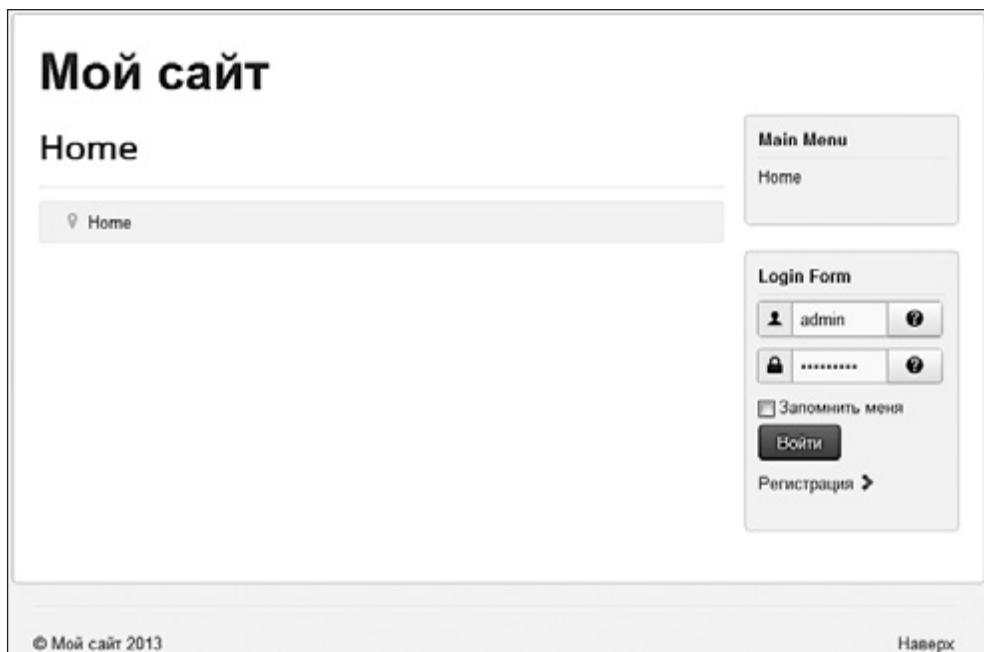 Мой сайт
Home
Home
Main Menu
Home
Login Form
admin
•••••••••
Запомнить меня
Войти
Регистрация
© Мой сайт 2013
Наверх